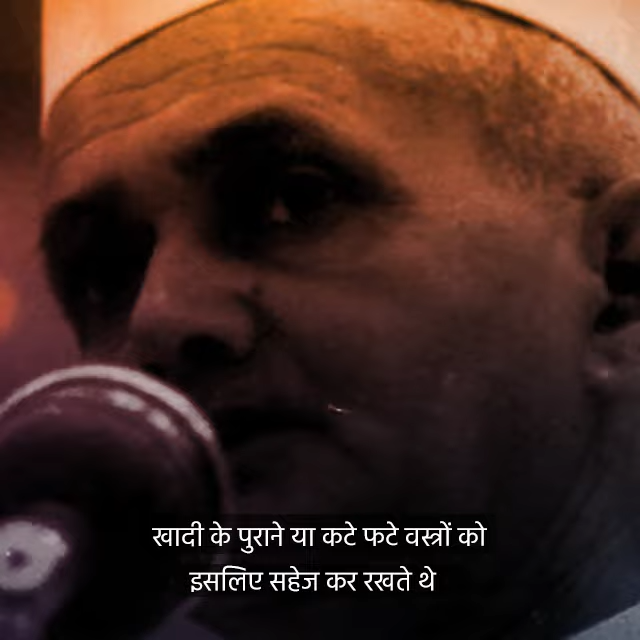 खादी के पुराने या कटे फटे वस्त्रों को
इसलिए सहेज कर रखते थे